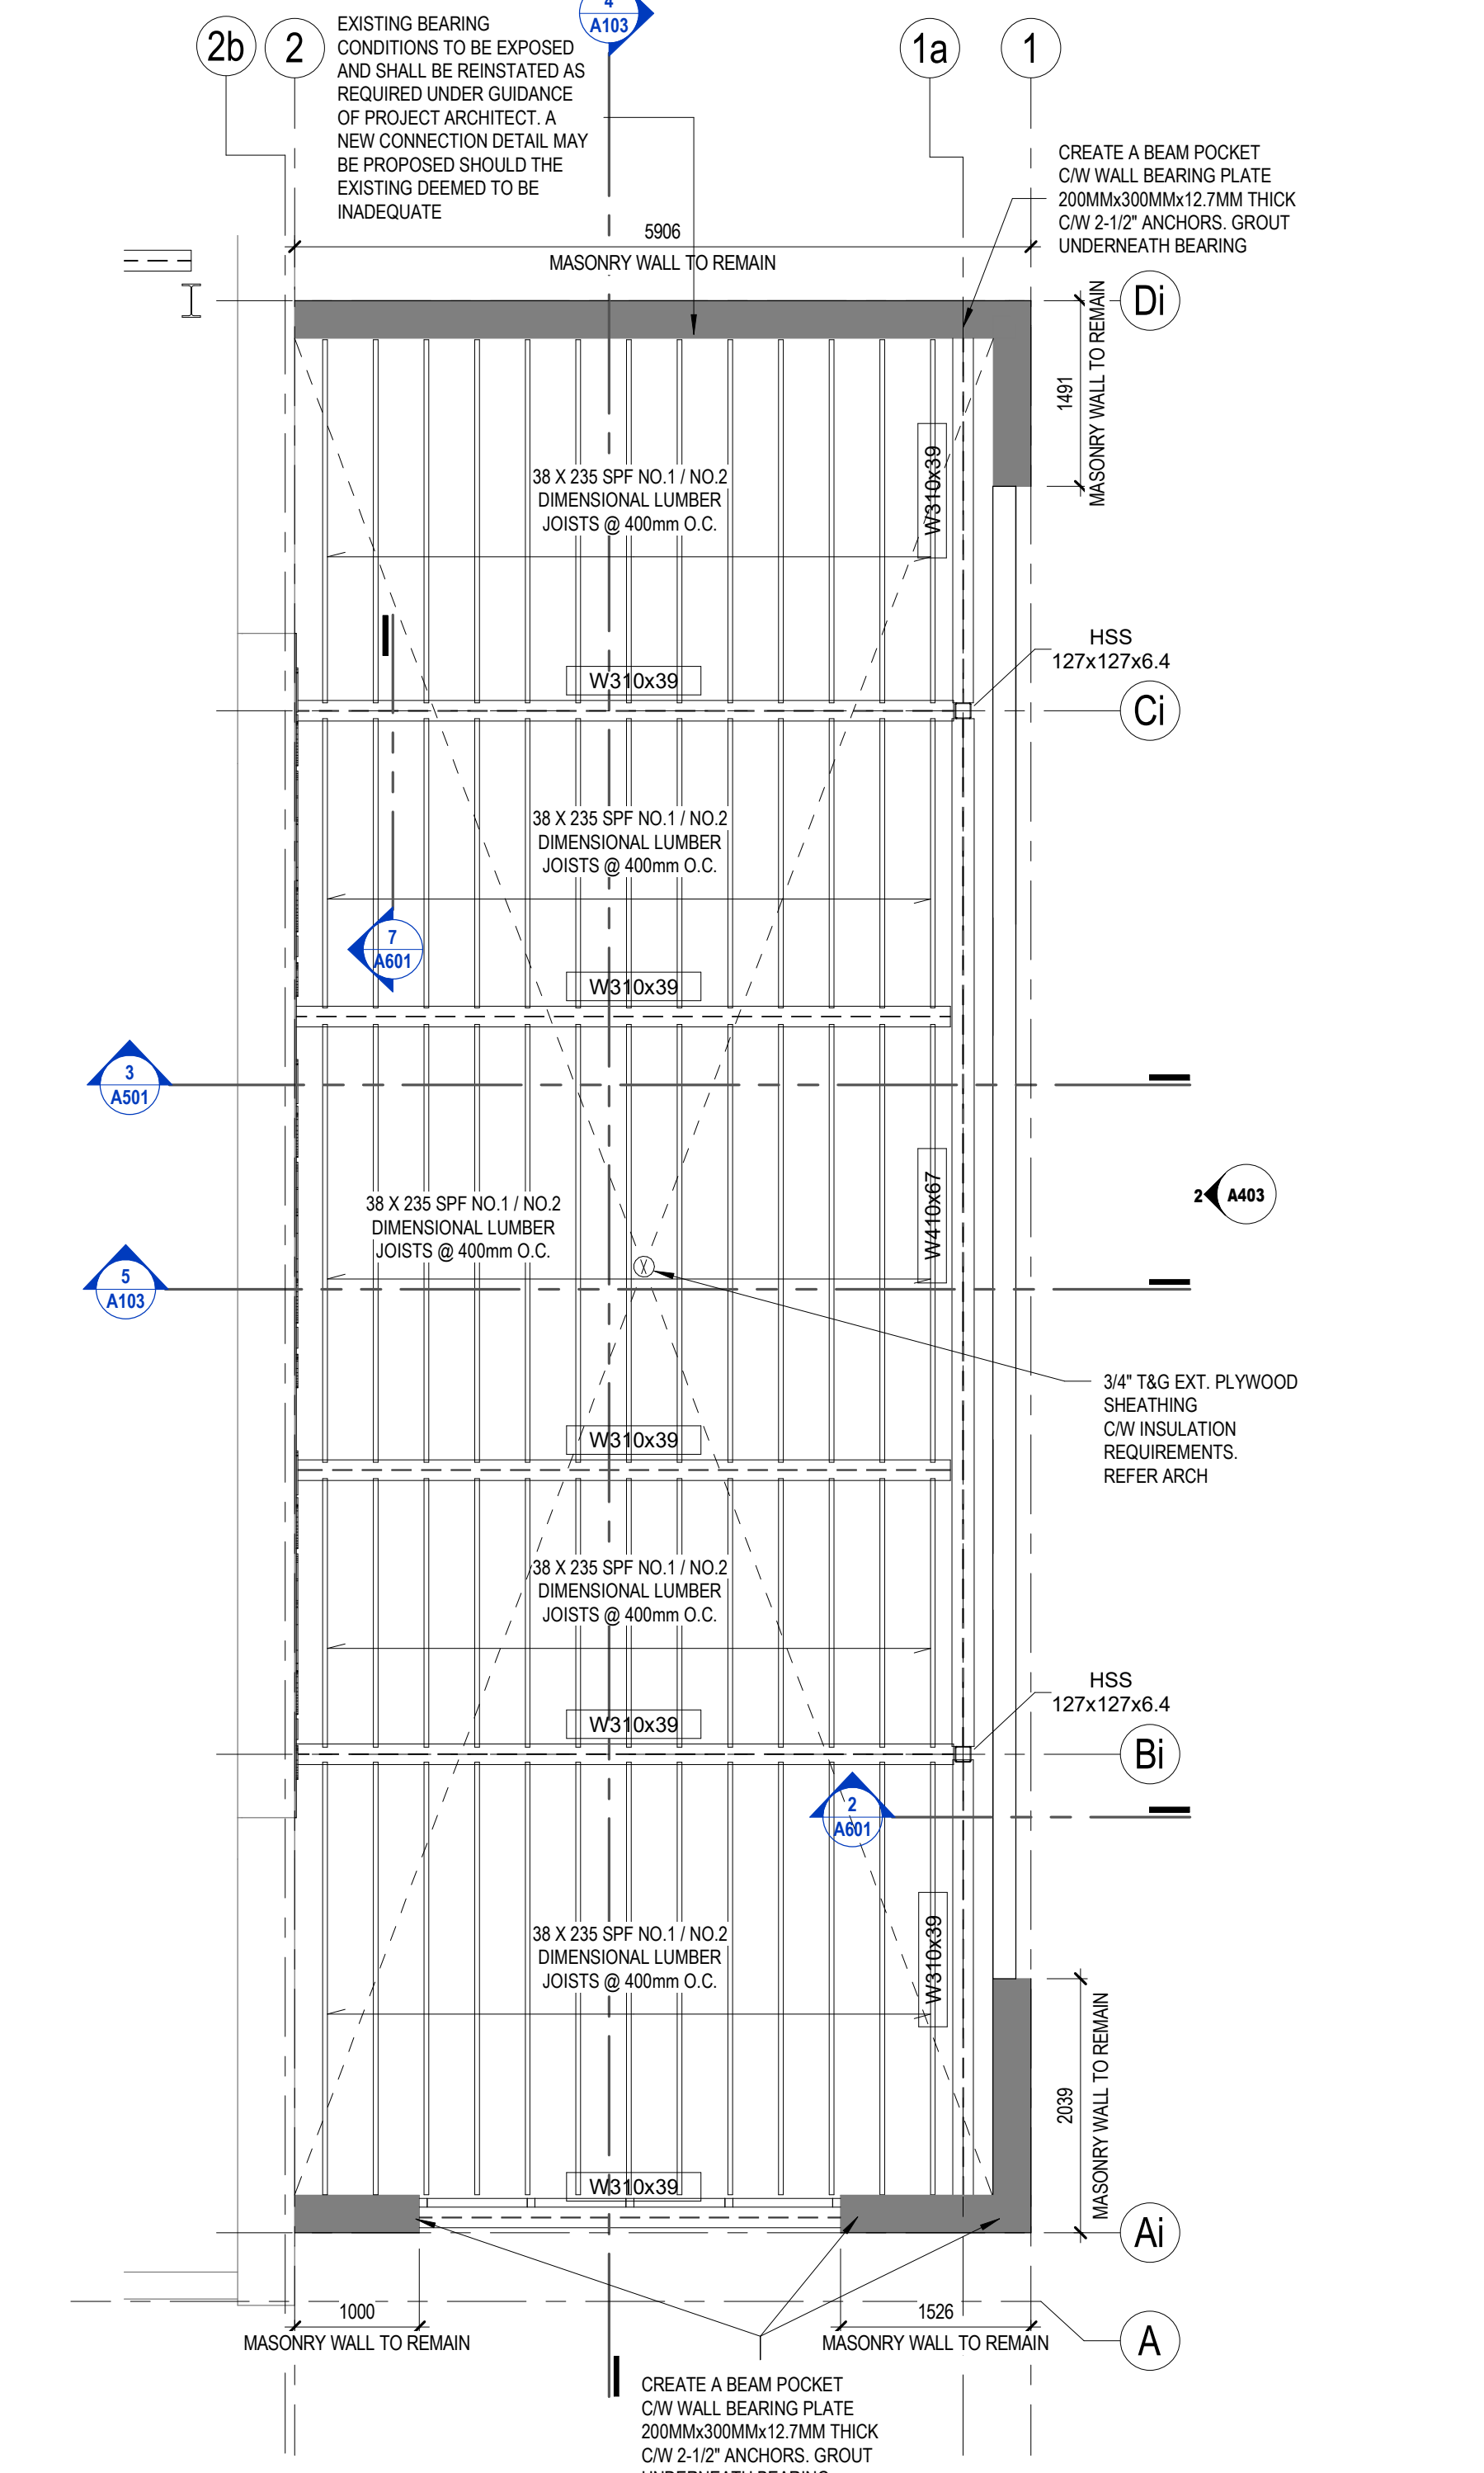 4
A103
2b
2
1a
1
EXISTING BEARING
CONDITIONS TO BE EXPOSED
AND SHALL BE REINSTATED AS
REQUIRED UNDER GUIDANCE
OF PROJECT ARCHITECT. A
NEW CONNECTION DETAIL MAY
BE PROPOSED SHOULD THE
EXISTING DEEMED TO BE
INADEQUATE
CREATE A BEAM POCKET
C/W WALL BEARING PLATE
200MMx300MMx12.7MM THICK
C/W 2-1/2" ANCHORS. GROUT
UNDERNEATH BEARING
5906
MASONRY WALL TO REMAIN
Di
1491
MASONRY WALL TO REMAIN
38 X 235 SPF NO.1 / NO.2
DIMENSIONAL LUMBER
JOISTS @ 400mm O.C.
W310x39
HSS
127x127x6.4
W310x39
Ci
38 X 235 SPF NO.1 / NO.2
DIMENSIONAL LUMBER
JOISTS @ 400mm O.C.
7
A601
W310x39
3
A501
38 X 235 SPF NO.1 / NO.2
DIMENSIONAL LUMBER
JOISTS @ 400mm O.C.
W410x67
2
A403
5
A103
3/4" T&G EXT. PLYWOOD
SHEATHING
C/W INSULATION
REQUIREMENTS.
REFER ARCH
W310x39
38 X 235 SPF NO.1 / NO.2
DIMENSIONAL LUMBER
JOISTS @ 400mm O.C.
HSS
127x127x6.4
W310x39
Bi
2
A601
38 X 235 SPF NO.1 / NO.2
DIMENSIONAL LUMBER
JOISTS @ 400mm O.C.
W310x39
2039
MASONRY WALL TO REMAIN
W310x39
Ai
1000
MASONRY WALL TO REMAIN
1526
MASONRY WALL TO REMAIN
A
CREATE A BEAM POCKET
C/W WALL BEARING PLATE
200MMx300MMx12.7MM THICK
C/W 2-1/2" ANCHORS. GROUT
UNDERNEATH BEARING